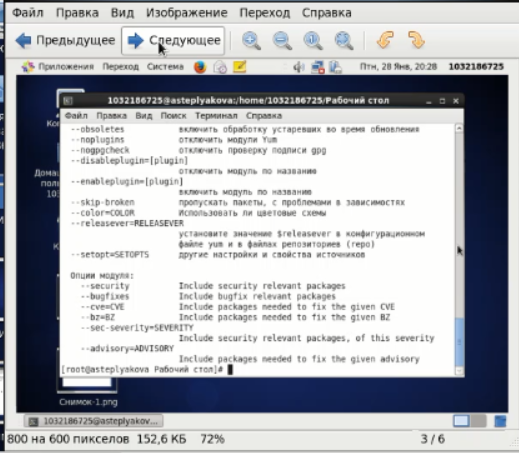 Файл Правка Вид Изображение Переход Справка
Предыдущее Следующее
Приложения Переход Система Птн, 28 Янв, 20:28 1032186725
1032186725@asteplyakova:/home/1032186725/Рабочий стол
Файл Правка Вид Поиск Терминал Справка
--obsoletes включить обработку устаревших во время обновления
--noplugins отключить модули Yum
--nogpgcheck отключить проверку подписи gpg
--disableplugin=[plugin]
отключить модуль по названию
--enableplugin=[plugin]
включить модуль по названию
--skip-broken пропускать пакеты, с проблемами в зависимостях
--color=COLOR Использовать ли цветовые схемы
--releasever=RELEASEVER
установите значение $releasever в конфигурационном
файле yum и в файлах репозиториев (repo)
--setopt=SETOPTS другие настройки и свойства источников
Опции модуля:
--security Include security relevant packages
--bugfixes Include bugfix relevant packages
--cve=CVE Include packages needed to fix the given CVE
--bz=BZ Include packages needed to fix the given BZ
--sec-severity=SEVERITY
Include security relevant packages, of this severity
--advisory=ADVISORY
Include packages needed to fix the given advisory
[root@asteplyakova Рабочий стол]#
Снимок-1.png
1032186725@asteplyakov...
800 на 600 пикселов 152,6 КБ 72% 3 / 6